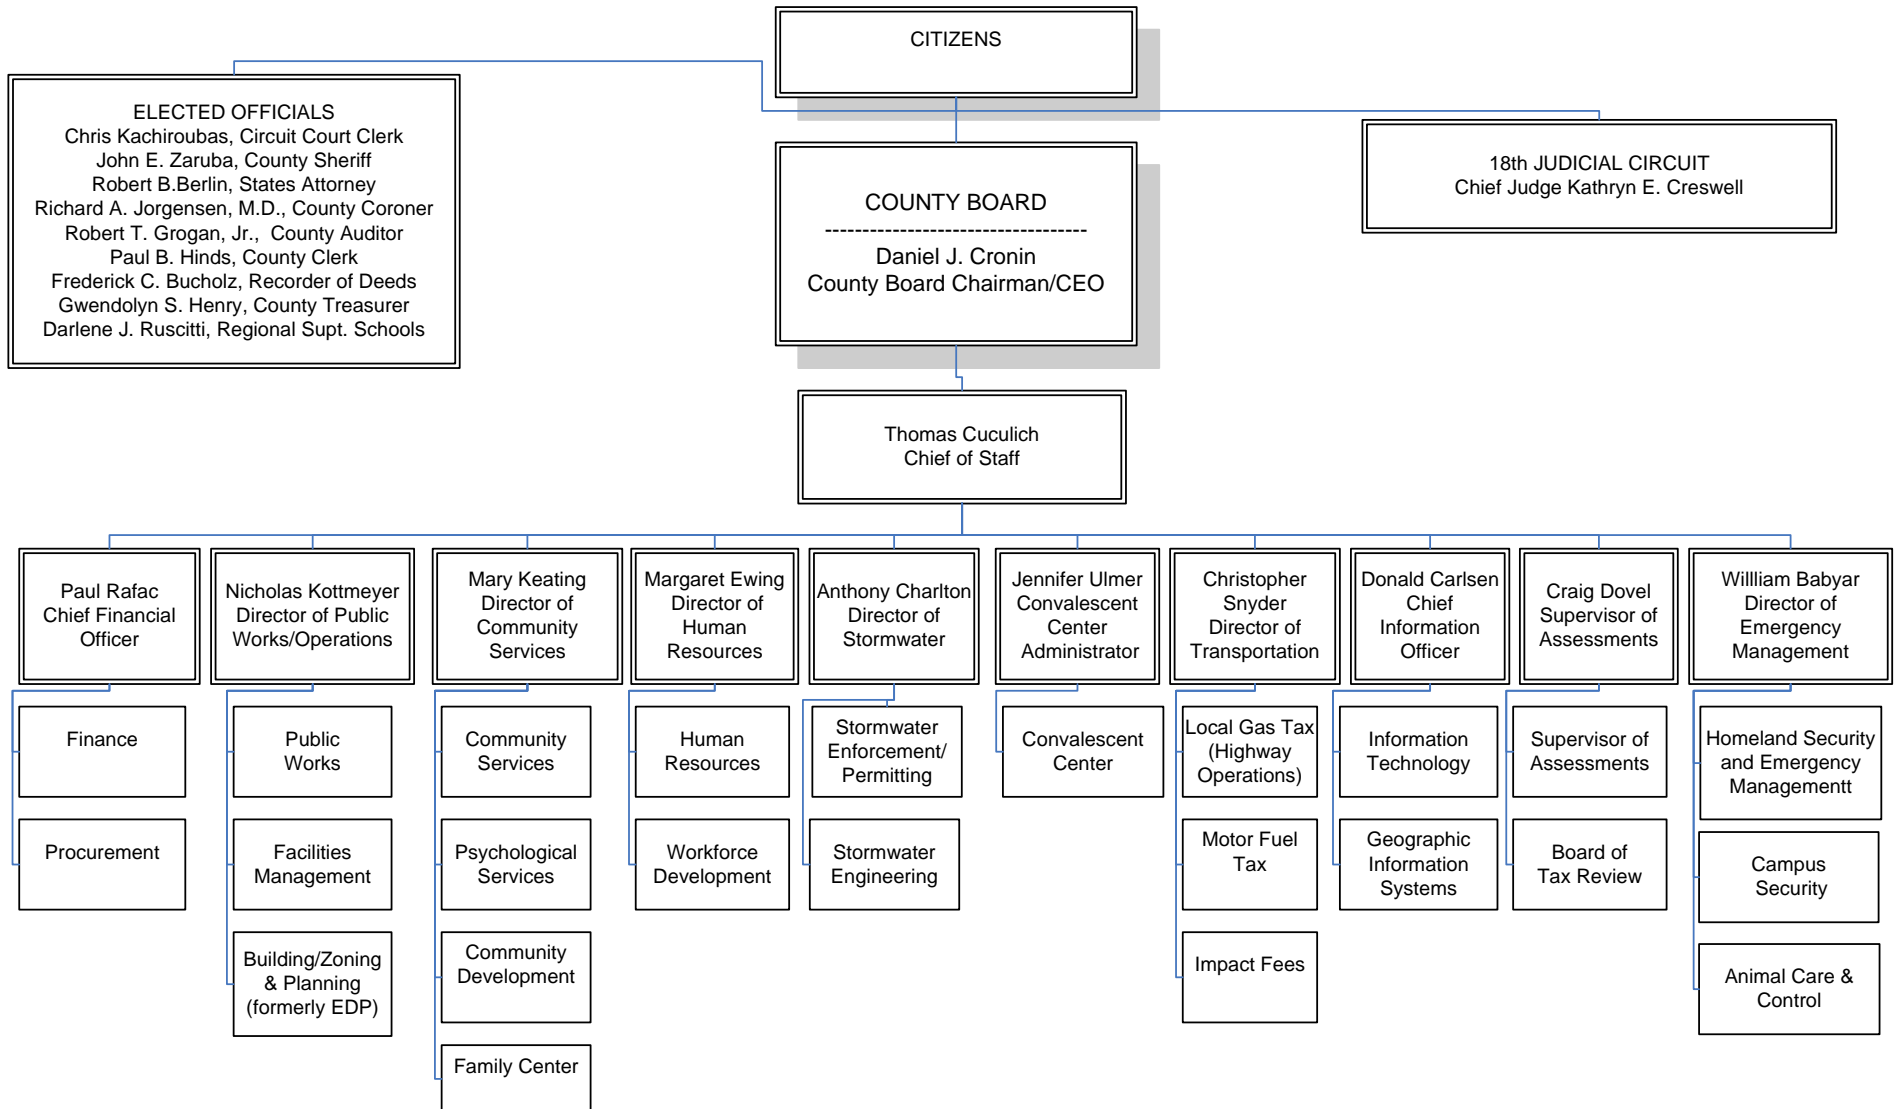 CITIZENS
ELECTED OFFICIALS
Chris Kachiroubas, Circuit Court Clerk
John E. Zaruba, County Sheriff
Robert B.Berlin, States Attorney
Richard A. Jorgensen, M.D., County Coroner
Robert T. Grogan, Jr., County Auditor
Paul B. Hinds, County Clerk
Frederick C. Bucholz, Recorder of Deeds
Gwendolyn S. Henry, County Treasurer
Darlene J. Ruscitti, Regional Supt. Schools
COUNTY BOARD
-----------------------------------
Daniel J. Cronin
County Board Chairman/CEO
18th JUDICIAL CIRCUIT
Chief Judge Kathryn E. Creswell
Thomas Cuculich
Chief of Staff
Paul Rafac
Chief Financial
Officer
Finance
Procurement
Nicholas Kottmeyer
Director of Public
Works/Operations
Public
Works
Facilities
Management
Building/Zoning
& Planning
(formerly EDP)
Mary Keating
Director of
Community
Services
Community
Services
Psychological
Services
Community
Development
Family Center
Margaret Ewing
Director of
Human
Resources
Human
Resources
Workforce
Development
Anthony Charlton
Director of
Stormwater
Stormwater
Enforcement/
Permitting
Stormwater
Engineering
Jennifer Ulmer
Convalescent
Center
Administrator
Convalescent
Center
Christopher
Snyder
Director of
Transportation
Local Gas Tax
(Highway
Operations)
Motor Fuel
Tax
Impact Fees
Donald Carlsen
Chief
Information
Officer
Information
Technology
Geographic
Information
Systems
Craig Dovel
Supervisor of
Assessments
Supervisor of
Assessments
Board of
Tax Review
Willliam Babyar
Director of
Emergency
Management
Homeland Security
and Emergency
Managementt
Campus
Security
Animal Care &
Control